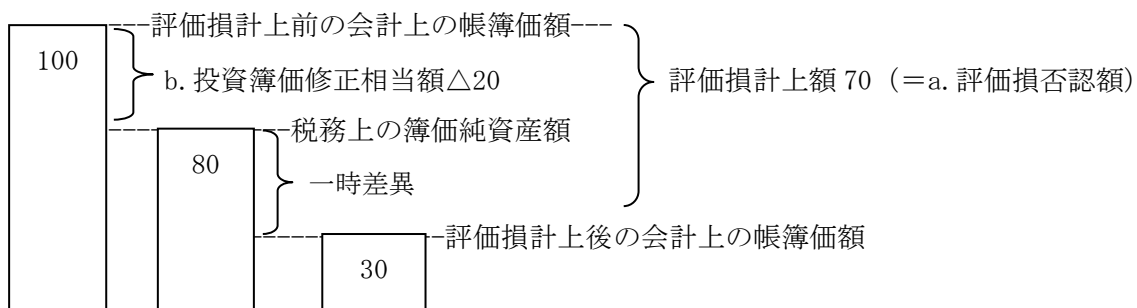 評価損計上前の会計上の帳簿価額
100
b.投資簿価修正相当額△20
評価損計上額 70（＝a.評価損否認額）
税務上の簿価純資産額
80
一時差異
評価損計上後の会計上の帳簿価額
30